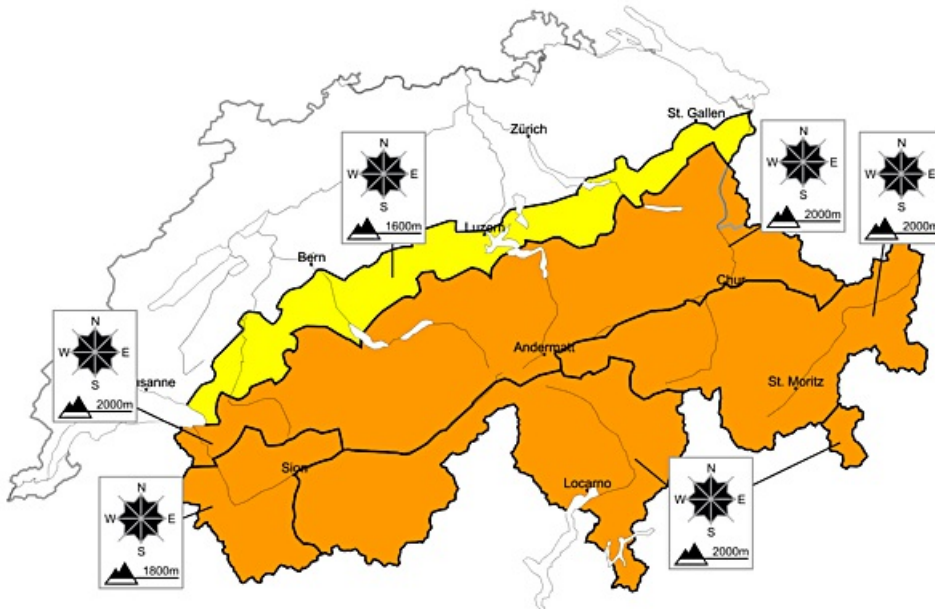 St. Gallen
Zürich
N
W E
S
1600m
N
W E
S
2000m
N
W E
S
2000m
Luzern
Bern
Chur
N
W E
S
2000m
usanne
Andermatt
St. Moritz
Sion
Locarno
N
W E
S
1800m
N
W E
S
2000m